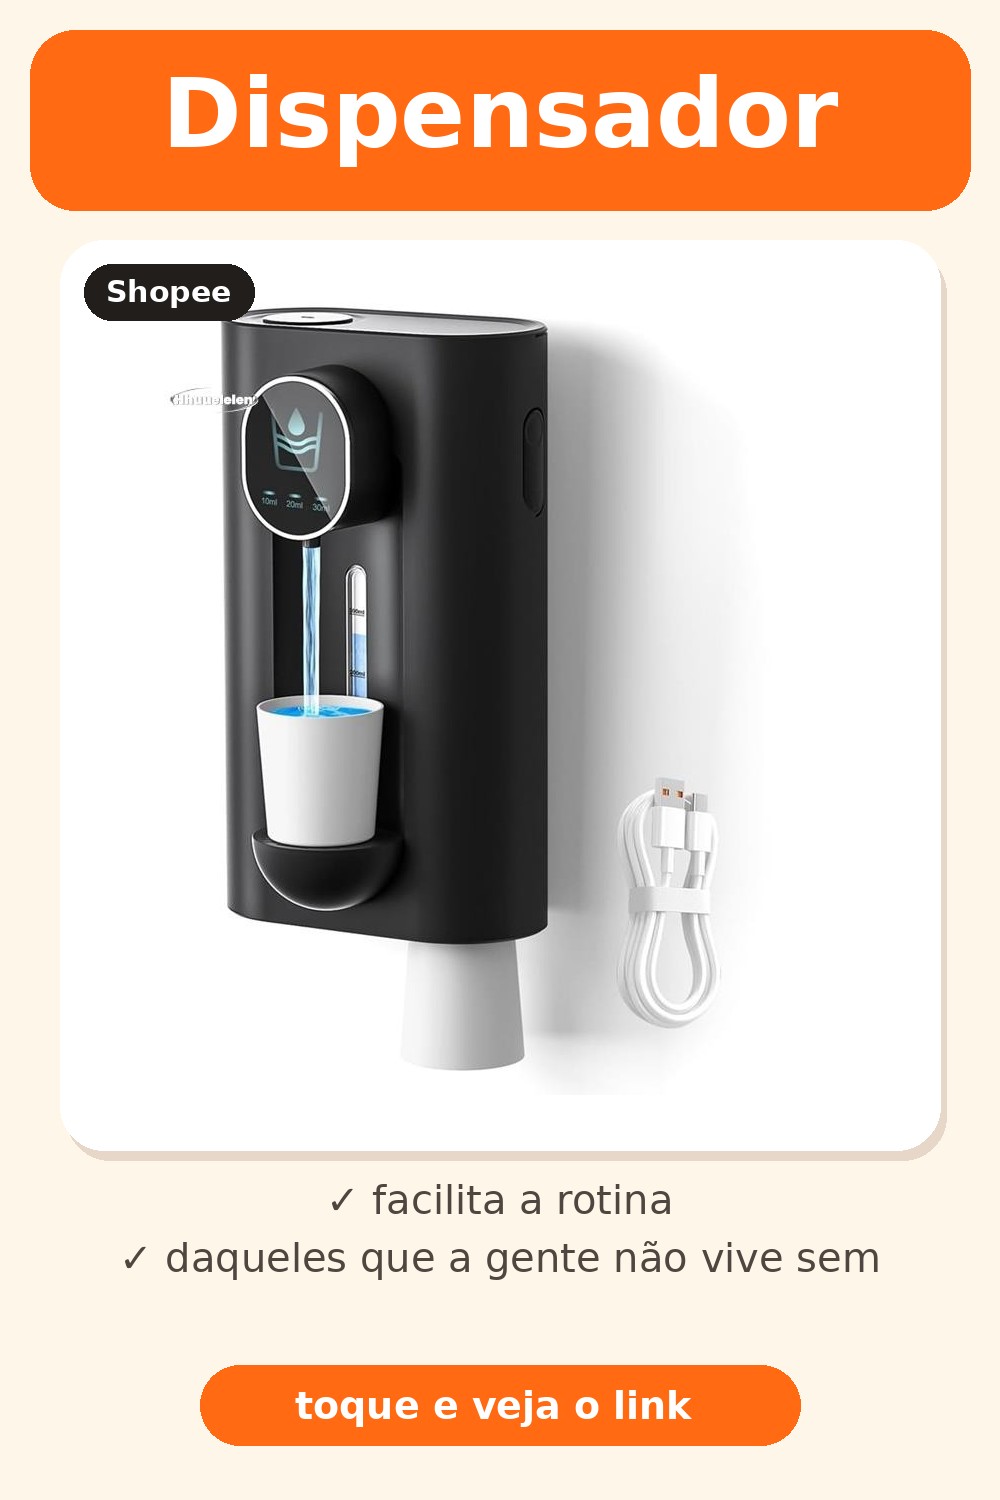 Dispensador
Shopee
10ml 20ml 30ml
✓ facilita a rotina
✓ daqueles que a gente não vive sem
toque e veja o link